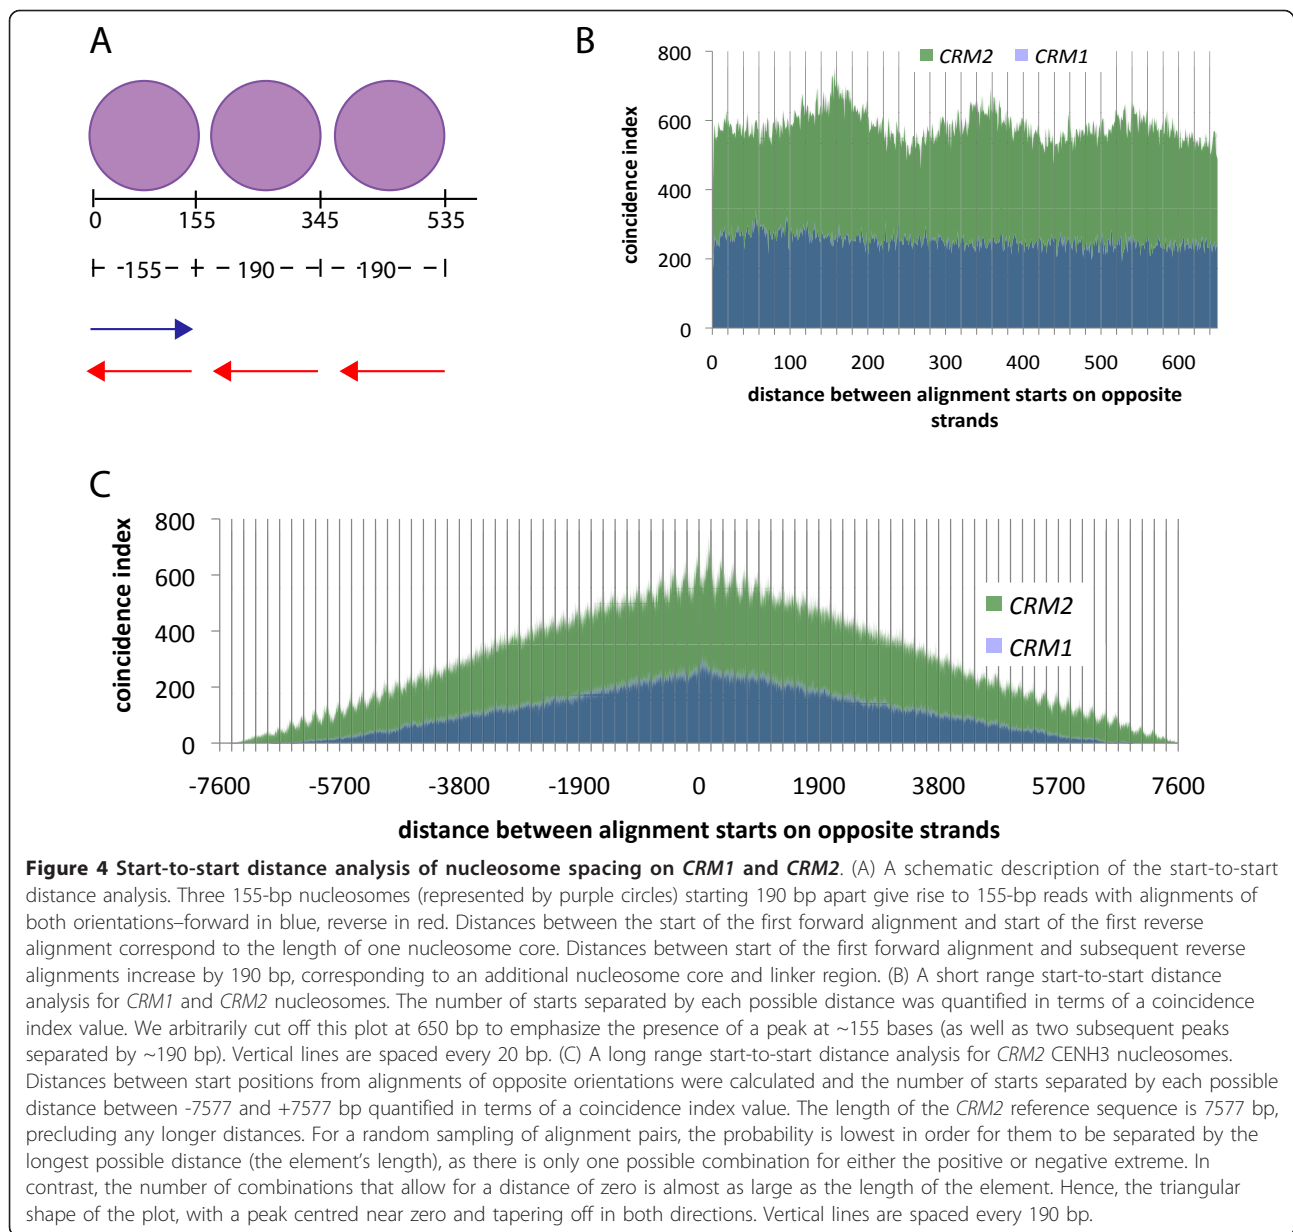 A
0 155 345 535
155 190 190
B
800
600
400
200
0
coincidence index
CRM2 CRM1
0 100 200 300 400 500 600
distance between alignment starts on opposite
strands
C
800
600
400
200
0
coincidence index
CRM2
CRM1
-7600 -5700 -3800 -1900 0 1900 3800 5700 7600
distance between alignment starts on opposite strands
Figure 4 Start-to-start distance analysis of nucleosome spacing on CRM1 and CRM2. (A) A schematic description of the start-to-start
distance analysis. Three 155-bp nucleosomes (represented by purple circles) starting 190 bp apart give rise to 155-bp reads with alignments of
both orientations–forward in blue, reverse in red. Distances between the start of the first forward alignment and start of the first reverse
alignment correspond to the length of one nucleosome core. Distances between start of the first forward alignment and subsequent reverse
alignments increase by 190 bp, corresponding to an additional nucleosome core and linker region. (B) A short range start-to-start distance
analysis for CRM1 and CRM2 nucleosomes. The number of starts separated by each possible distance was quantified in terms of a coincidence
index value. We arbitrarily cut off this plot at 650 bp to emphasize the presence of a peak at ~155 bases (as well as two subsequent peaks
separated by ~190 bp). Vertical lines are spaced every 20 bp. (C) A long range start-to-start distance analysis for CRM2 CENH3 nucleosomes.
Distances between start positions from alignments of opposite orientations were calculated and the number of starts separated by each possible
distance between -7577 and +7577 bp quantified in terms of a coincidence index value. The length of the CRM2 reference sequence is 7577 bp,
precluding any longer distances. For a random sampling of alignment pairs, the probability is lowest in order for them to be separated by the
longest possible distance (the element's length), as there is only one possible combination for either the positive or negative extreme. In
contrast, the number of combinations that allow for a distance of zero is almost as large as the length of the element. Hence, the triangular
shape of the plot, with a peak centred near zero and tapering off in both directions. Vertical lines are spaced every 190 bp.